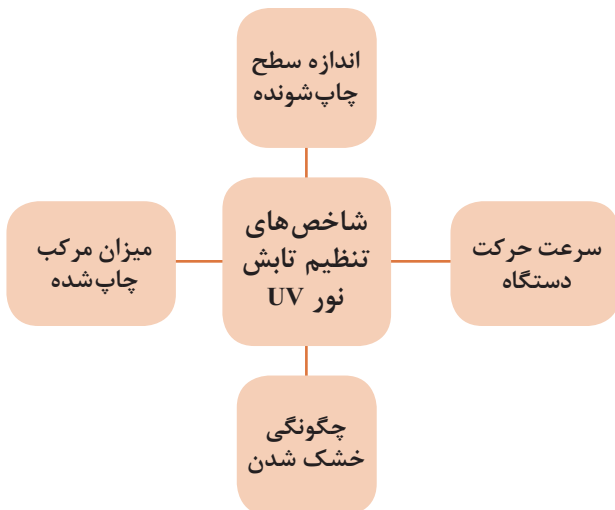 اندازه سطح
چاپ‌شونده
شاخص‌های
تنظیم تابش
نور UV
سرعت حرکت
دستگاه
میزان مرکب
چاپ‌شده
چگونگی
خشک شدن